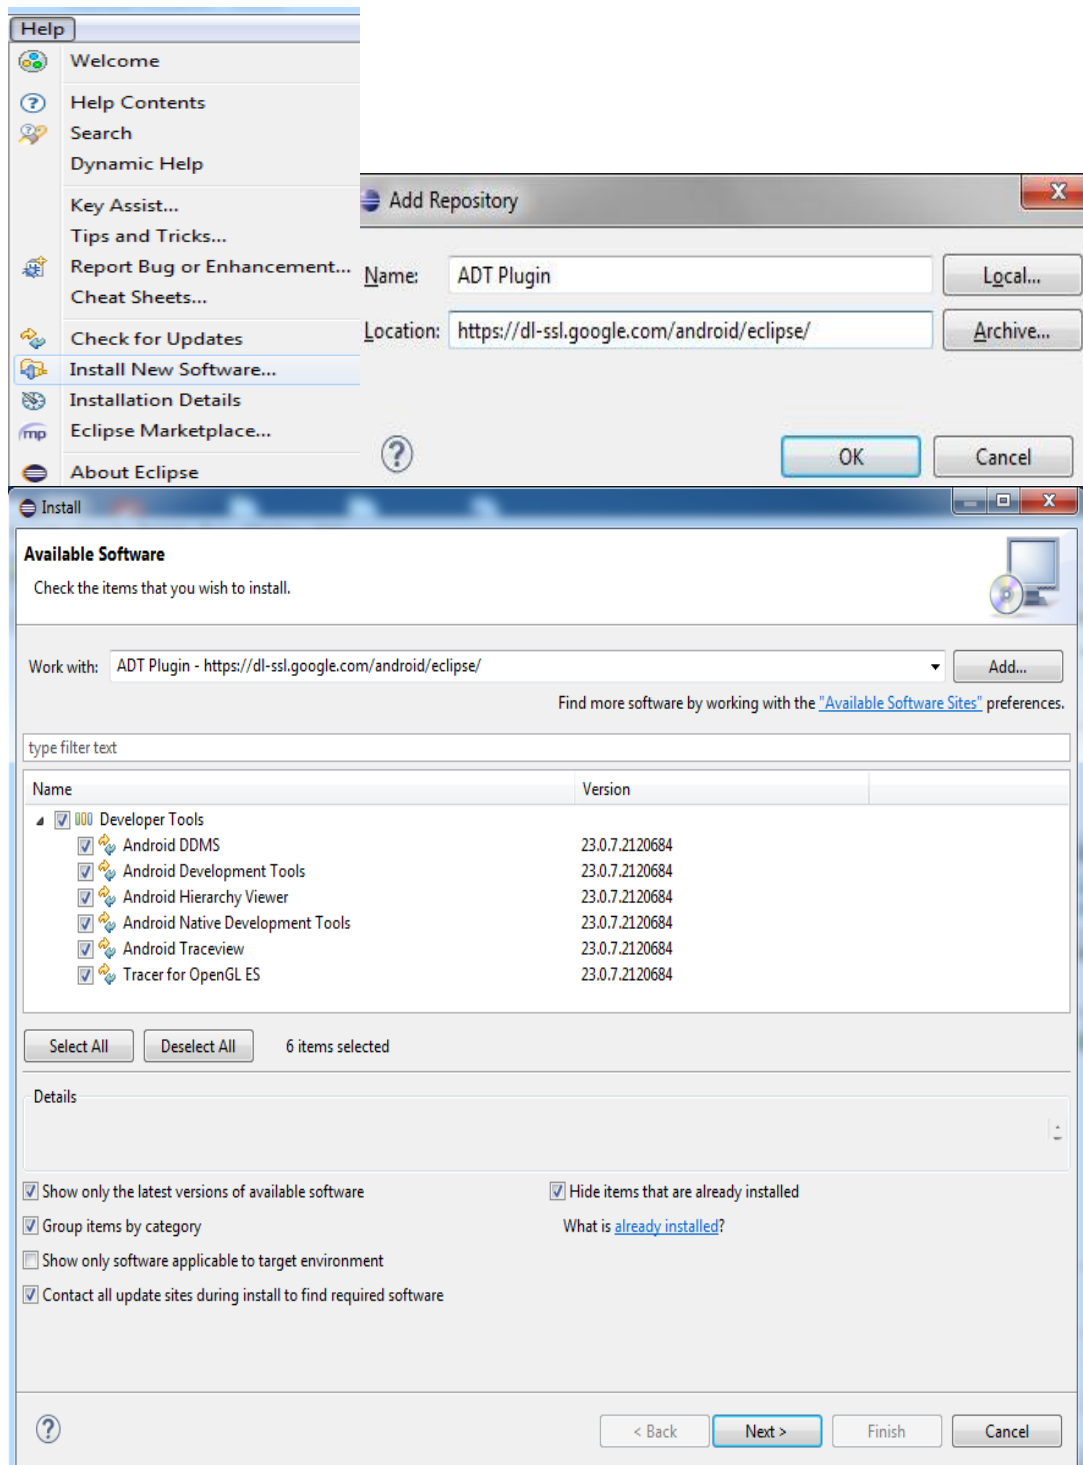 Help
Welcome
Help Contents
Search
Dynamic Help
Key Assist...
Tips and Tricks...
Report Bug or Enhancement...
Cheat Sheets...
Check for Updates
Install New Software...
Installation Details
mp Eclipse Marketplace...
About Eclipse
Add Repository
Name: ADT Plugin Local...
Location: https://dl-ssl.google.com/android/eclipse/ Archive...
OK Cancel
Install
Available Software
Check the items that you wish to install.
Work with: ADT Plugin - https://dl-ssl.google.com/android/eclipse/ Add...
Find more software by working with the "Available Software Sites" preferences.
type filter text
Name Version
Developer Tools
Android DDMS 23.0.7.2120684
Android Development Tools 23.0.7.2120684
Android Hierarchy Viewer 23.0.7.2120684
Android Native Development Tools 23.0.7.2120684
Android Traceview 23.0.7.2120684
Tracer for OpenGL ES 23.0.7.2120684
Select All Deselect All 6 items selected
Details
Show only the latest versions of available software Hide items that are already installed
Group items by category What is already installed?
Show only software applicable to target environment
Contact all update sites during install to find required software
< Back Next > Finish Cancel